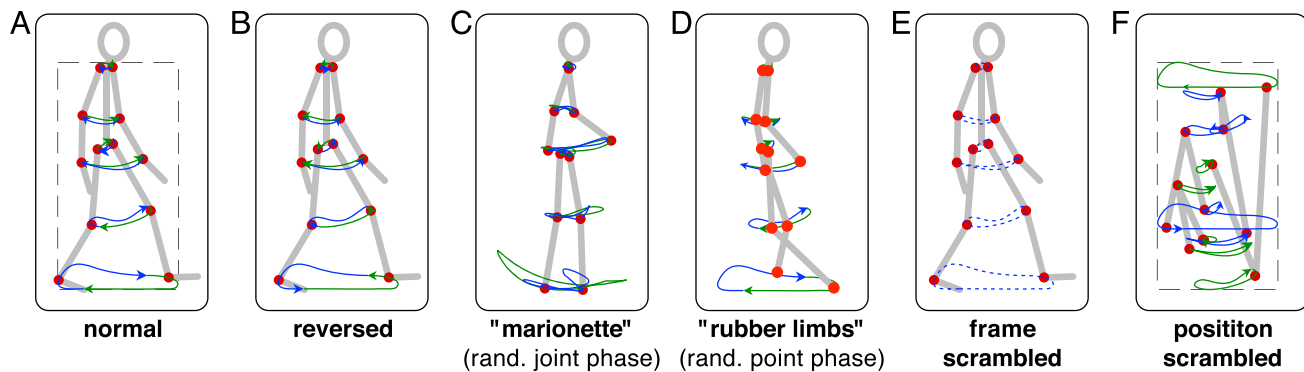 A
normal
B
reversed
C
"marionette"
(rand. joint phase)
D
"rubber limbs"
(rand. point phase)
E
frame
scrambled
F
posititon
scrambled